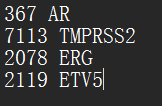 367 AR
7113 TMPRSS2
2078 ERG
2119 ETV5